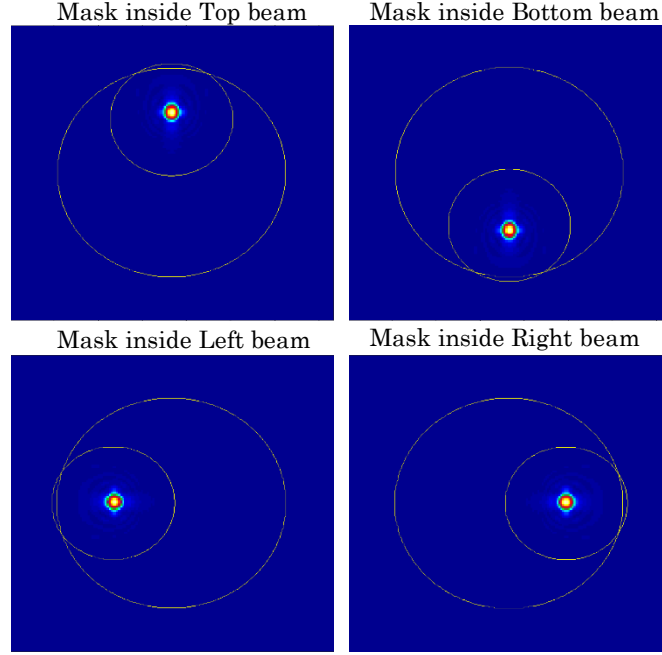 Mask inside Top beam
Mask inside Bottom beam
Mask inside Left beam
Mask inside Right beam